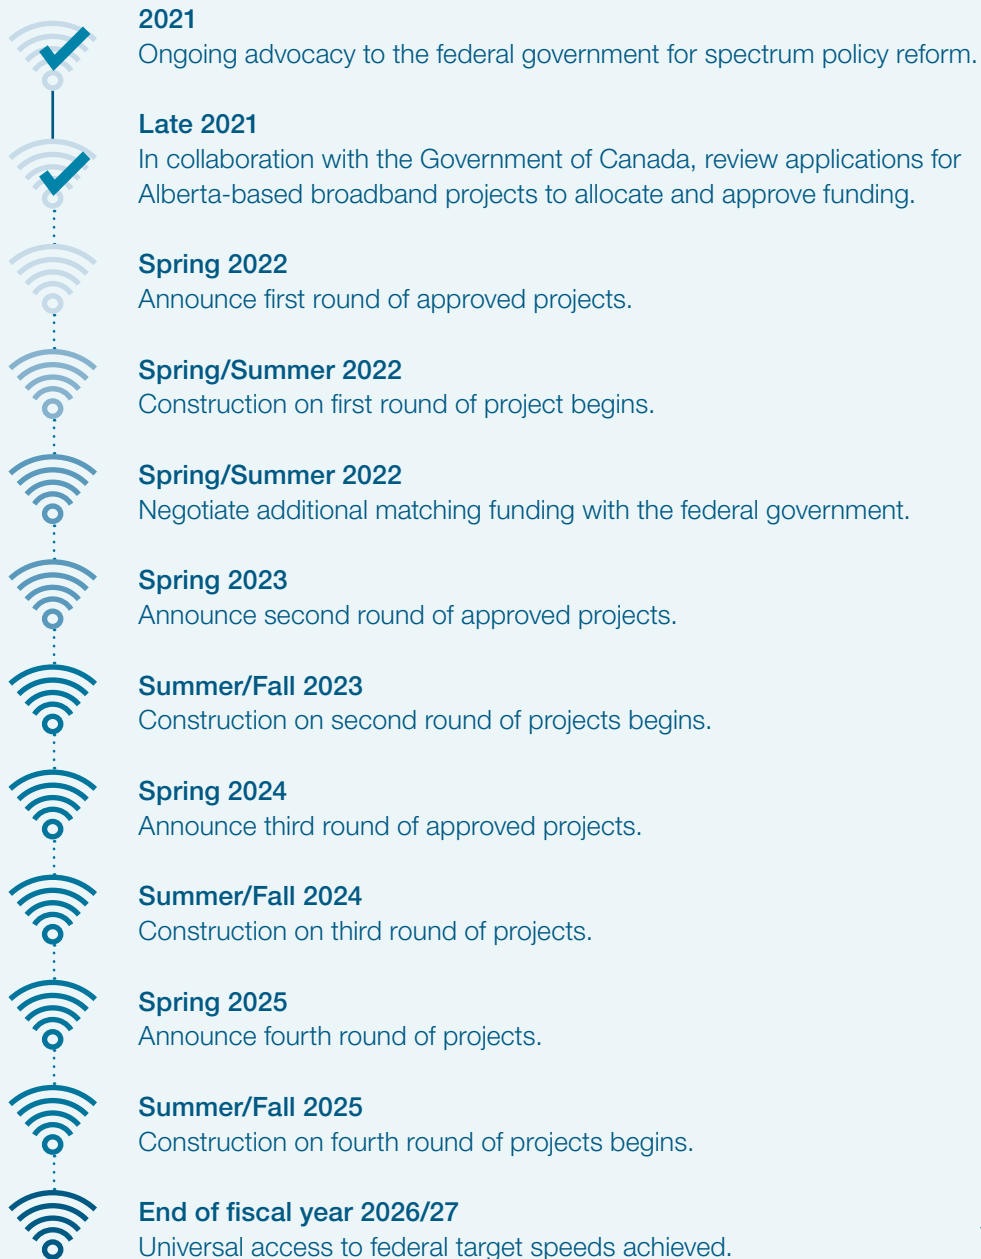 2021
Ongoing advocacy to the federal government for spectrum policy reform.
Late 2021
In collaboration with the Government of Canada, review applications for
Alberta-based broadband projects to allocate and approve funding.
Spring 2022
Announce first round of approved projects.
Spring/Summer 2022
Construction on first round of project begins.
Spring/Summer 2022
Negotiate additional matching funding with the federal government.
Spring 2023
Announce second round of approved projects.
Summer/Fall 2023
Construction on second round of projects begins.
Spring 2024
Announce third round of approved projects.
Summer/Fall 2024
Construction on third round of projects.
Spring 2025
Announce fourth round of projects.
Summer/Fall 2025
Construction on fourth round of projects begins.
End of fiscal year 2026/27
Universal access to federal target speeds achieved.